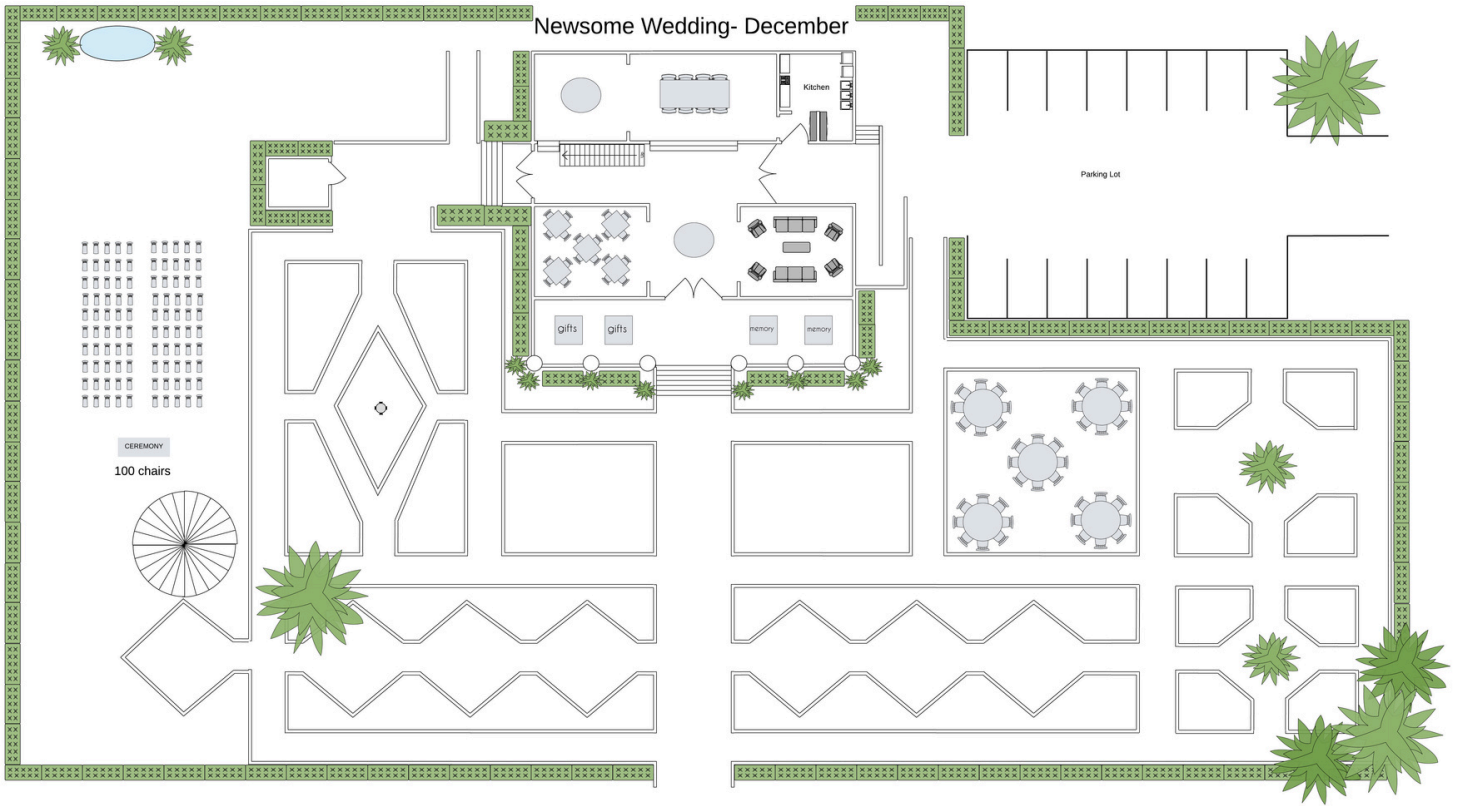 Newsome Wedding- December
Kitchen
Parking Lot
gifts
gifts
memory
memory
CEREMONY
100 chairs